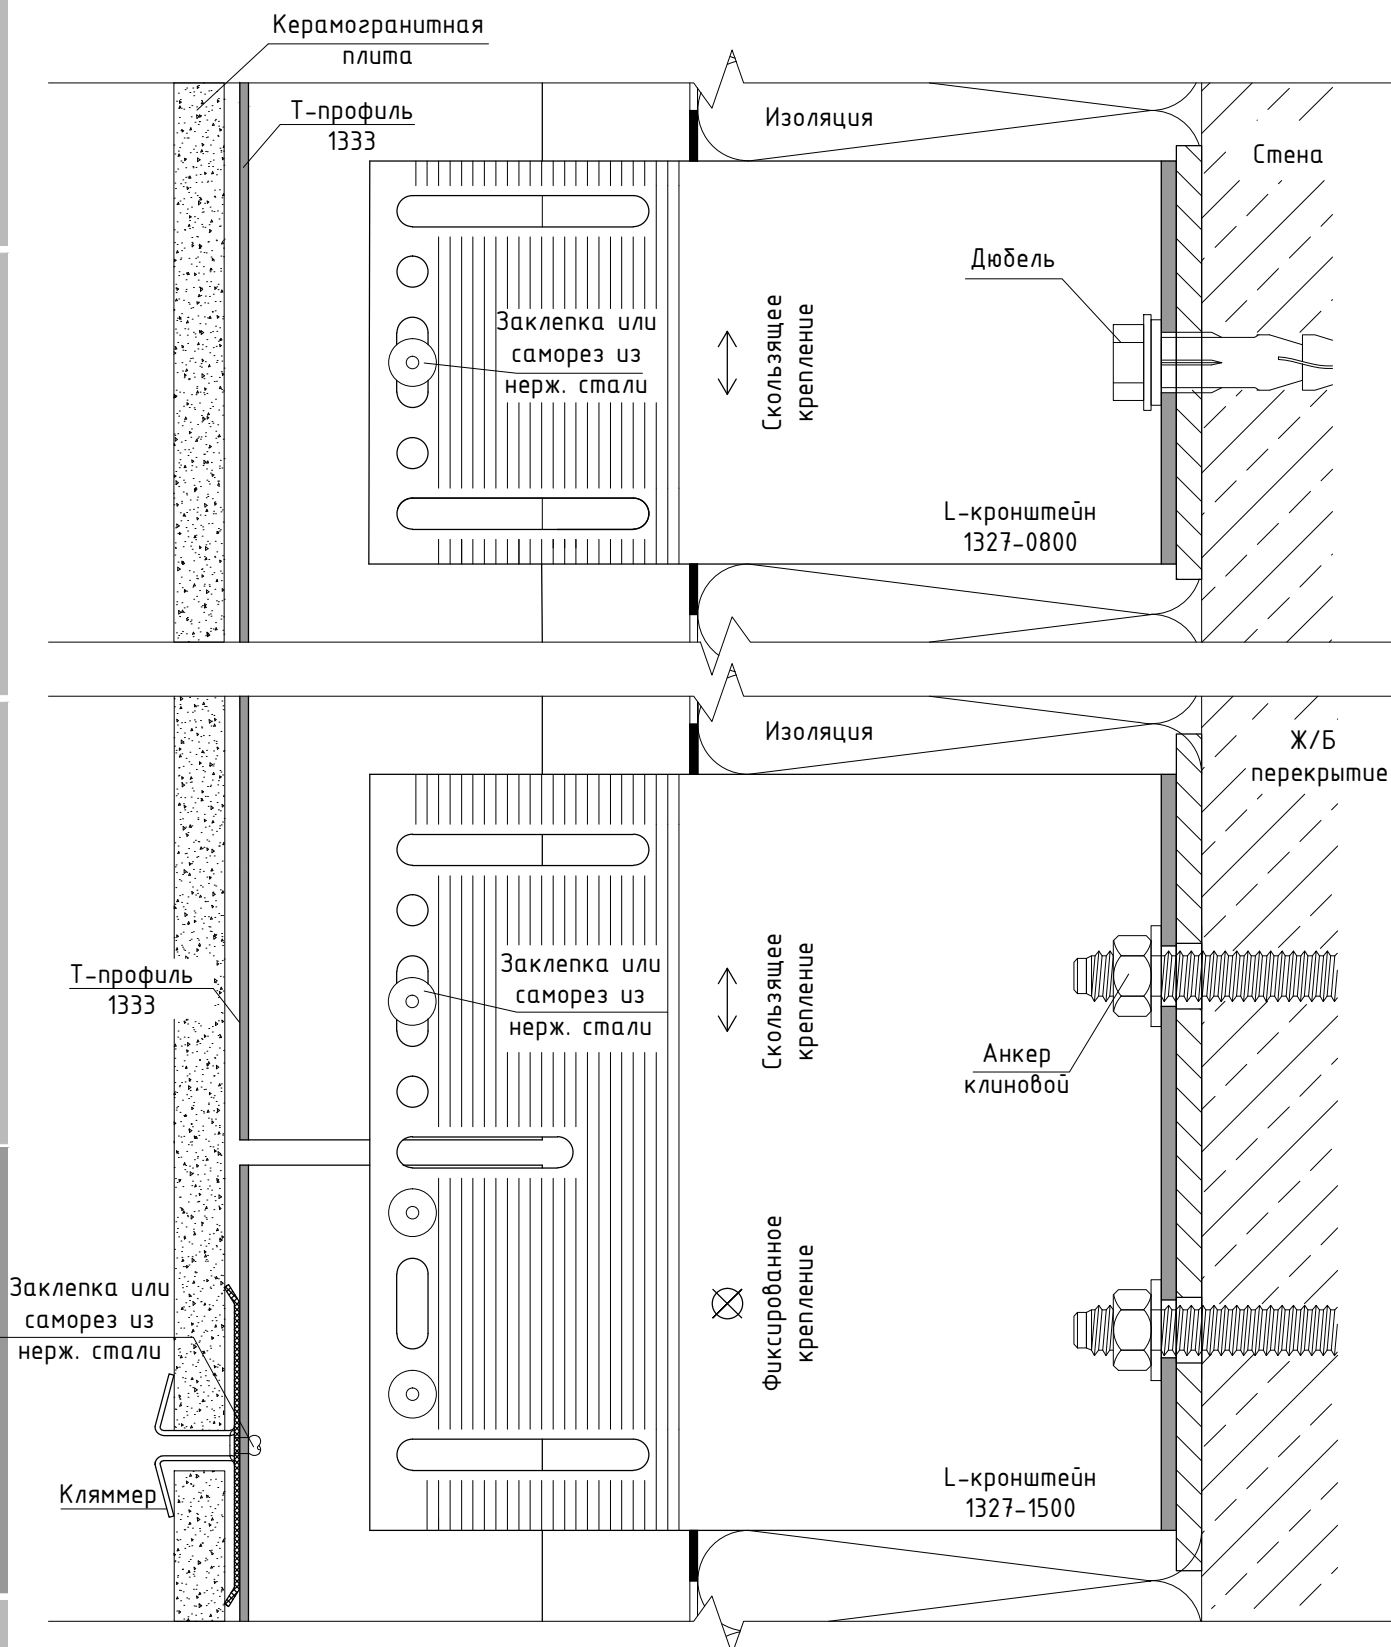 Керамогранитная
плита
Т-профиль
1333
Изоляция
Стена
Дюбель
Заклепка или
саморез из
нерж. стали
Скользящее
крепление
L-кронштейн
1327-0800
Изоляция
Ж/Б
перекрытие
Т-профиль
1333
Заклепка или
саморез из
нерж. стали
Скользящее
крепление
Анкер
клиновой
Фиксированное
крепление
Заклепка или
саморез из
нерж. стали
Кляммер
L-кронштейн
1327-1500